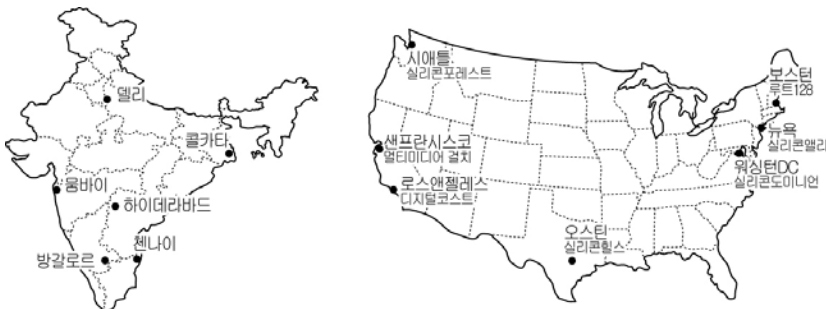 델리
콜카타
뭄바이
하이데라바드
첸나이
방갈로르
시애틀
실리콘포레스트
보스턴
루트128
뉴욕
실리콘앨리
샌프란시스코
멀티미디어 걸치
워싱턴DC
실리콘도미니언
로스앤젤레스
디지털코스트
오스틴
실리콘힐스